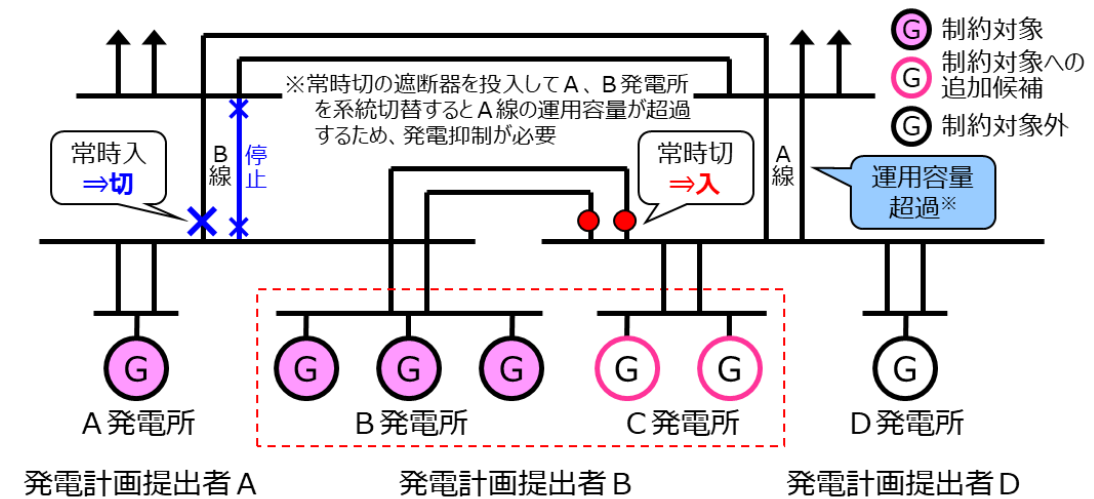 G 制約対象
G 制約対象への
追加候補
G 制約対象外
※常時切の遮断器を投入してA、B発電所
を系統切替するとA線の運用容量が超過
するため、発電抑制が必要
常時入
⇒切
B線
停止
常時切
⇒入
A線
運用容量
超過※
G
G
G
G
G
G
G
A発電所
B発電所
C発電所
D発電所
発電計画提出者A
発電計画提出者B
発電計画提出者D